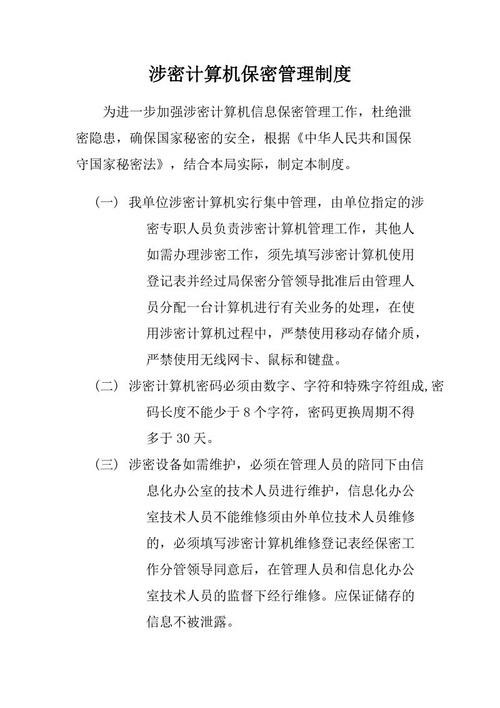 涉密计算机保密管理制度
为进一步加强涉密计算机信息保密管理工作，杜绝泄
密隐患，确保国家秘密的安全，根据《中华人民共和国保
守国家秘密法》，结合本局实际，制定本制度。
（一） 我单位涉密计算机实行集中管理，由单位指定的涉
密专职人员负责涉密计算机管理工作，其他人
如需办理涉密工作，须先填写涉密计算机使用
登记表并经过局保密分管领导批准后由管理人
员分配一台计算机进行有关业务的处理，在使
用涉密计算机过程中，严禁使用移动存储介质，
严禁使用无线网卡、鼠标和键盘。
（二） 涉密计算机密码必须由数字、字符和特殊字符组成,密
码长度不能少于8个字符，密码更换周期不得
多于30天。
（三） 涉密设备如需维护，必须在管理人员的陪同下由信
息化办公室的技术人员进行维护，信息化办公
室技术人员不能维修须由外单位技术人员维修
的，必须填写涉密计算机维修登记表经保密工
作分管领导同意后，在管理人员和信息化办公
室技术人员的监督下经行维修。应保证储存的
信息不被泄露。